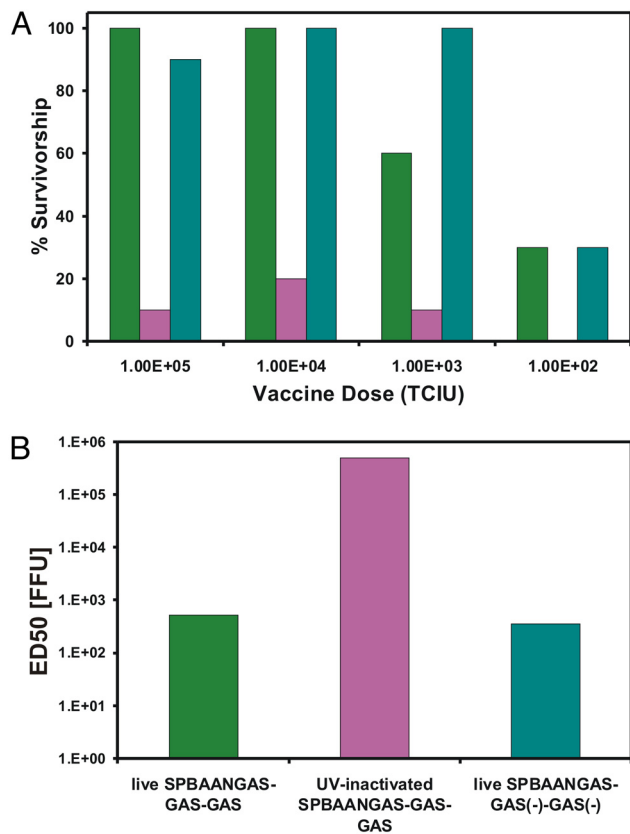 A
100
80
60
40
20
0
% Survivorship
1.00E+05
1.00E+04
1.00E+03
1.00E+02
Vaccine Dose (TCIU)
B
1.E+06
1.E+05
1.E+04
1.E+03
1.E+02
1.E+01
1.E+00
ED50 [FFU]
live SPBAANGAS-
GAS-GAS
UV-inactivated
SPBAANGAS-GAS-
GAS
live SPBAANGAS-
GAS(-)-GAS(-)